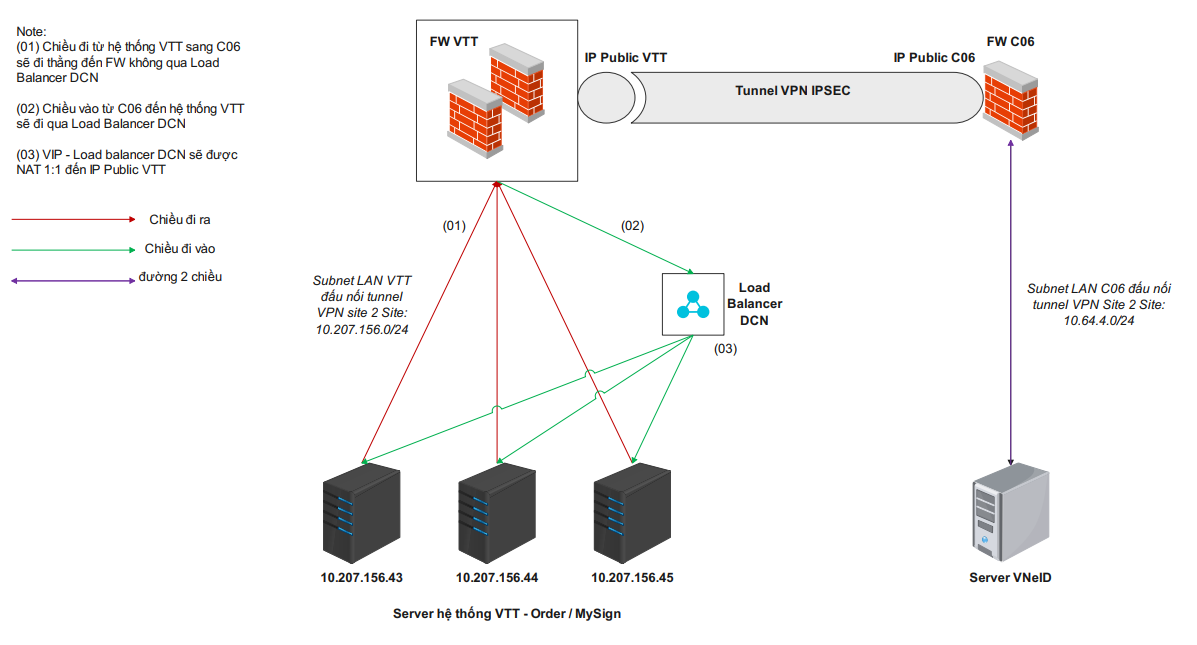 Note:
(01) Chiều đi từ hệ thống VTT sang C06
sẽ đi thằng đến FW không qua Load
Balancer DCN
(02) Chiều vào từ C06 đến hệ thống VTT
sẽ đi qua Load Balancer DCN
(03) VIP - Load balancer DCN sẽ được
NAT 1:1 đến IP Public VTT
Chiều đi ra
Chiều đi vào
đường 2 chiều
FW VTT
IP Public VTT
Tunnel VPN IPSEC
IP Public C06
FW C06
(01)
(02)
Subnet LAN VTT
đấu nối tunnel
VPN site 2 Site:
10.207.156.0/24
Load
Balancer
DCN
(03)
Subnet LAN C06 đấu nối
tunnel VPN Site 2 Site:
10.64.4.0/24
10.207.156.43
10.207.156.44
10.207.156.45
Server VNeID
Server hệ thống VTT - Order / MySign